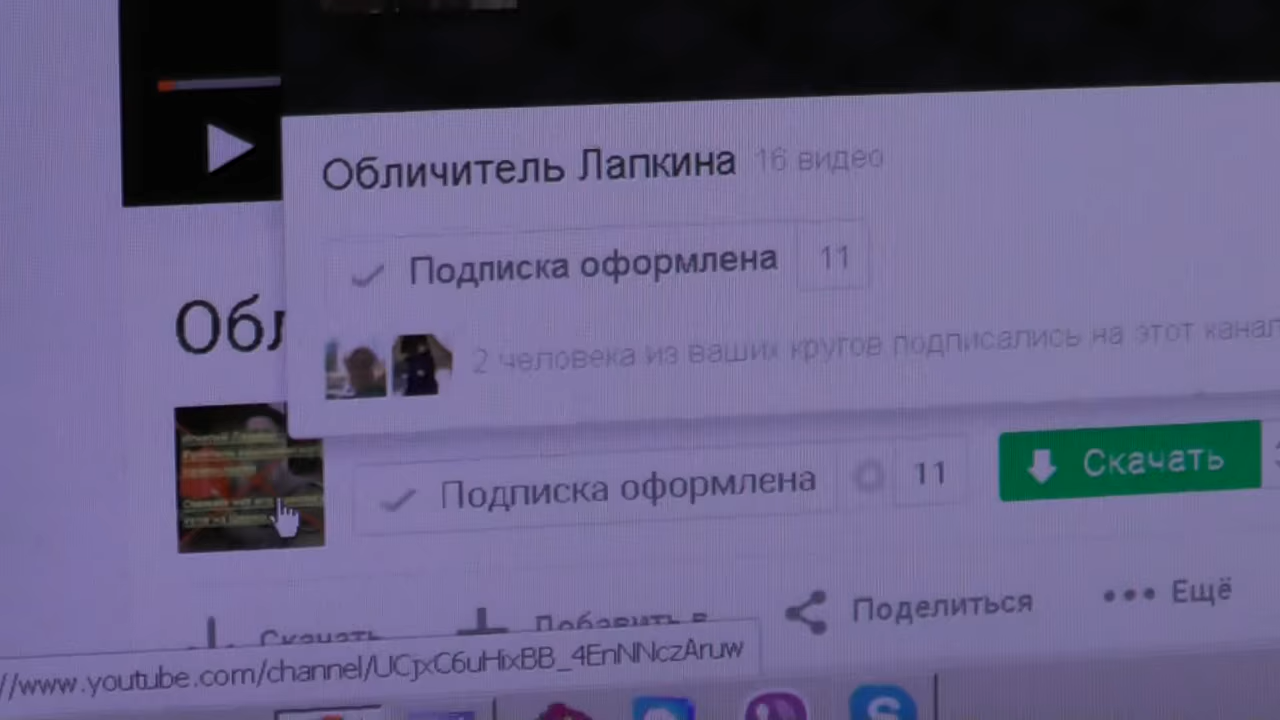 Обличитель Лапкина 16 видео
Подписка оформлена 11
Обл
2 человека из ваших кругов подписались на этот канал
Подписка оформлена 11
Скачать
Скачать
Добавить в
Поделиться
Ещё
//www.youtube.com/channel/UCjxC6uHixBB_4EnNNczAruw